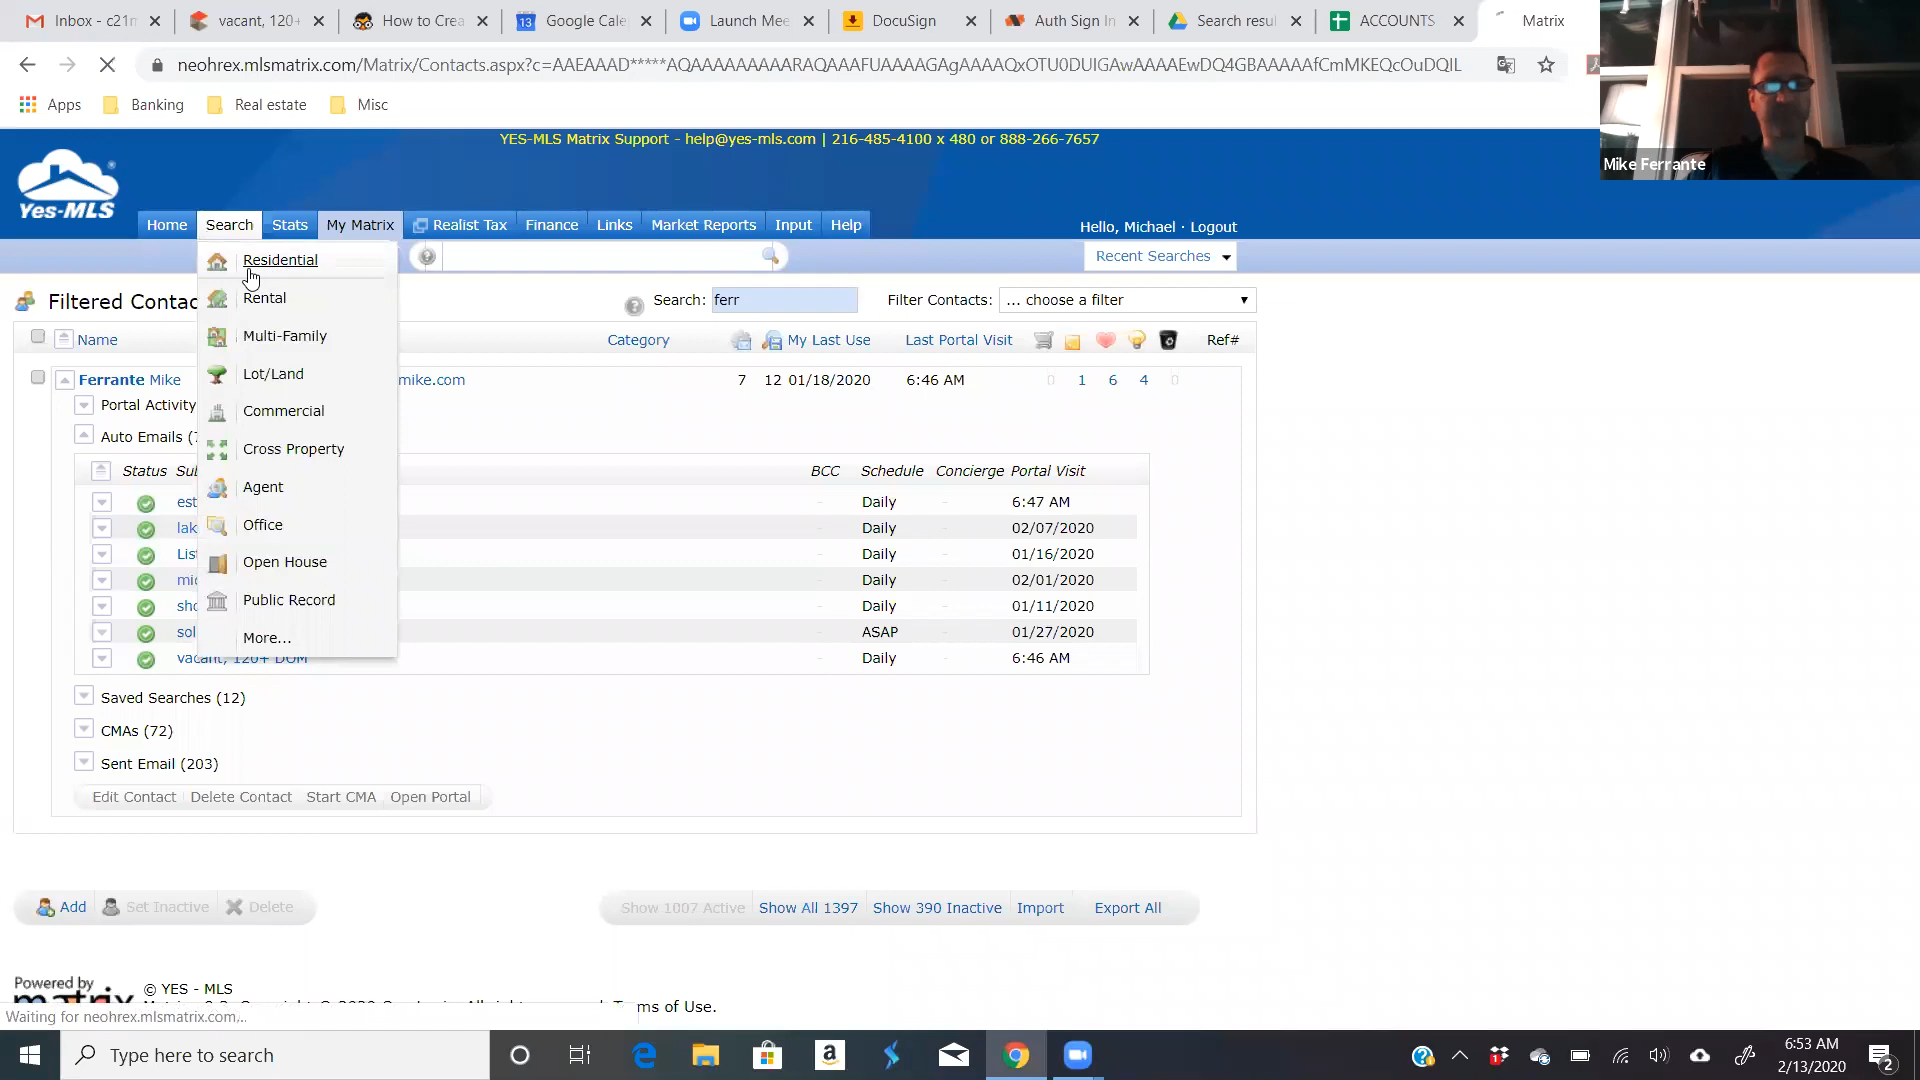 Inbox - c21m
vacant, 120+
How to Crea
Google Cale
Launch Mee
DocuSign
Auth Sign In
Search resul
ACCOUNTS
Matrix
neohrex.mlsmatrix.com/Matrix/Contacts.aspx?c=AAEAAAD*****AQAAAAAAAAARAQAAAFUAAAAGAgAAAAQxOTU0DUIGAwAAAAEwDQ4GBAAAAAfCmMKEQcOuDQIL
Apps
Banking
Real estate
Misc
Mike Ferrante
YES-MLS Matrix Support - help@yes-mls.com | 216-485-4100 x 480 or 888-266-7657
Yes-MLS
Home
Search
Stats
My Matrix
Realist Tax
Finance
Links
Market Reports
Input
Help
Hello, Michael · Logout
Recent Searches
Residential
Rental
Multi-Family
Lot/Land
Commercial
Cross Property
Agent
Office
Open House
Public Record
More...
Filtered Contac
Search: ferr
Filter Contacts: ... choose a filter
Name
Category
My Last Use
Last Portal Visit
Ref#
Ferrante Mike
mike.com
7
12 01/18/2020
6:46 AM
0
1
6
4
0
Portal Activity
Auto Emails (7
Status Sub
BCC
Schedule
Concierge
Portal Visit
est - Daily - 6:47 AM
lak - Daily - 02/07/2020
List - Daily - 01/16/2020
mid - Daily - 02/01/2020
sho - Daily - 01/11/2020
sol - ASAP - 01/27/2020
vacant, 120+ DOM - Daily - 6:46 AM
Saved Searches (12)
CMAs (72)
Sent Email (203)
Edit Contact
Delete Contact
Start CMA
Open Portal
Add
Set Inactive
Delete
Show 1007 Active
Show All 1397
Show 390 Inactive
Import
Export All
Powered by
matrix
© YES - MLS
ms of Use.
Waiting for neohrex.mlsmatrix.com...
Type here to search
6:53 AM
2/13/2020
2